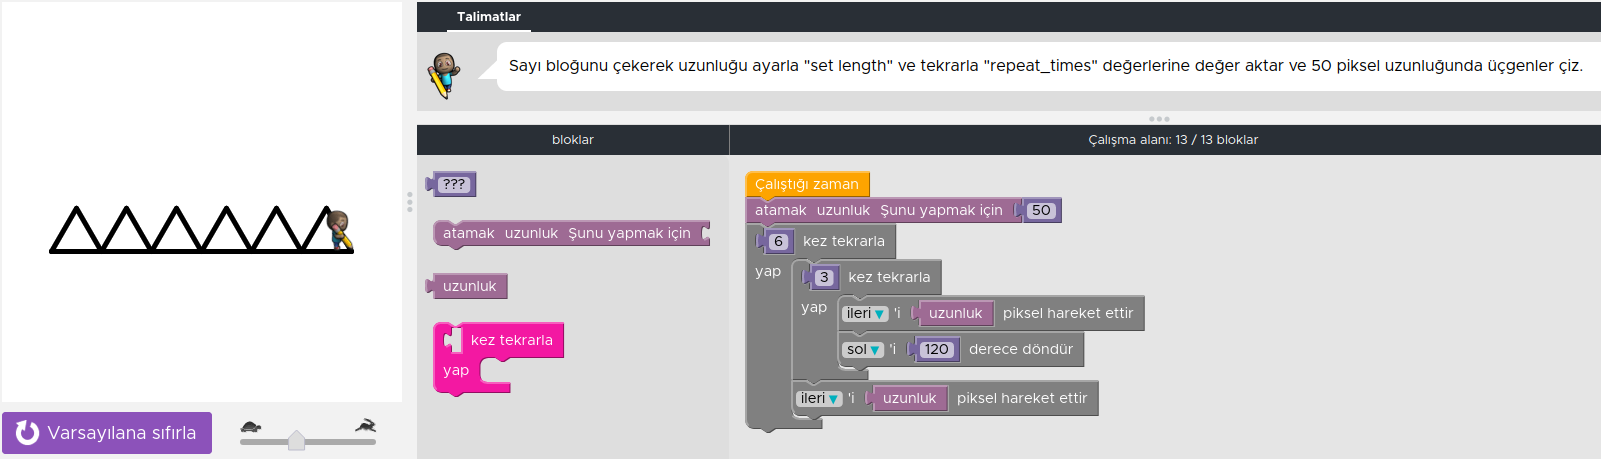 Talimatlar
Sayı bloğunu çekerek uzunluğu ayarla "set length" ve tekrarla "repeat_times" değerlerine değer aktar ve 50 piksel uzunluğunda üçgenler çiz.
bloklar
Çalışma alanı: 13 / 13 bloklar
???
atamak uzunluk Şunu yapmak için
uzunluk
kez tekrarla
yap
Çalıştığı zaman
atamak uzunluk Şunu yapmak için 50
6 kez tekrarla
yap
3 kez tekrarla
yap
ileri ▼ 'i uzunluk piksel hareket ettir
sol ▼ 'i 120 derece döndür
ileri ▼ 'i uzunluk piksel hareket ettir
Varsayılana sıfırla